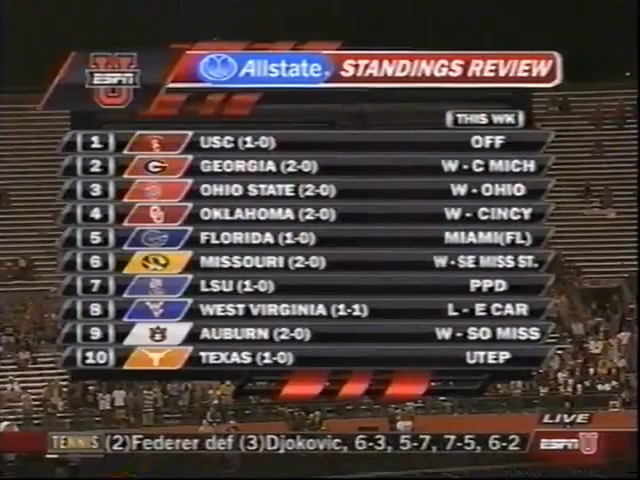 U
ESPN
Allstate. STANDINGS REVIEW
THIS WK
1 USC (1-0) OFF
2 G GEORGIA (2-0) W - C MICH
3 OHIO STATE (2-0) W - OHIO
4 OU OKLAHOMA (2-0) W - CINCY
5 FLORIDA (1-0) MIAMI(FL)
6 MISSOURI (2-0) W - SE MISS ST.
7 LSU (1-0) PPD
8 WV WEST VIRGINIA (1-1) L - E CAR
9 AU AUBURN (2-0) W - SO MISS
10 TEXAS (1-0) UTEP
LIVE
TENNIS (2)Federer def (3)Djokovic, 6-3, 5-7, 7-5, 6-2 ESPN U